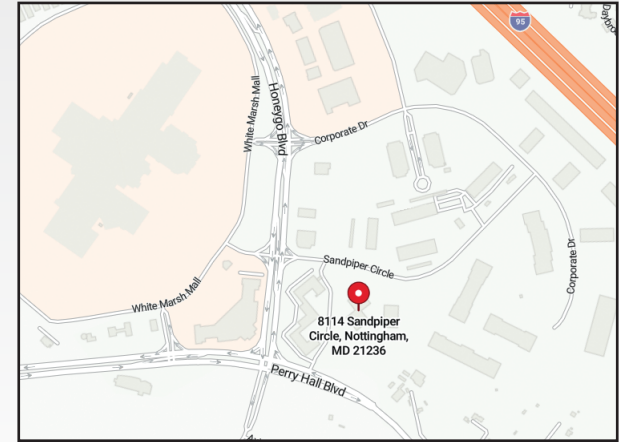 95
Daybro
White Marsh Mall
Honeygo Blvd
Corporate Dr
Sandpiper Circle
Corporate Dr
White Marsh Mall
8114 Sandpiper
Circle, Nottingham,
MD 21236
Perry Hall Blvd